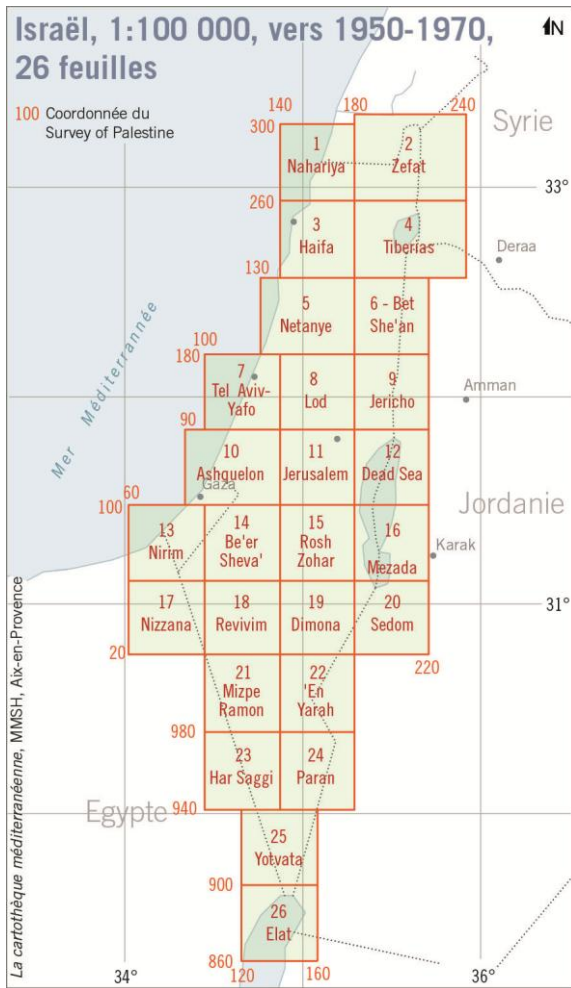 Israël, 1:100 000, vers 1950-1970,
26 feuilles
N
100 Coordonnée du
Survey of Palestine
140
180
240
300
Syrie
1
Nahariya
2
Zefat
33°
260
3
Haifa
4
Tiberias
Deraa
130
5
Netanye
6 - Bet
She'an
Mer Méditerrannée
100
180
7
Tel Aviv-
Yafo
8
Lod
9
Jericho
Amman
90
10
Ashquelon
11
Jerusalem
12
Dead Sea
Gaza
60
100
Jordanie
13
Nirim
14
Be'er
Sheva'
15
Rosh
Zohar
16
Mezada
Karak
31°
17
Nizzana
18
Revivim
19
Dimona
20
Sedom
20
220
21
Mizpe
Ramon
22
'En
Yarah
980
23
Har Saggi
24
Paran
940
Egypte
25
Yotvata
900
26
Elat
860
120
160
34°
36°
La cartothèque méditerranéenne, MMSH, Aix-en-Provence